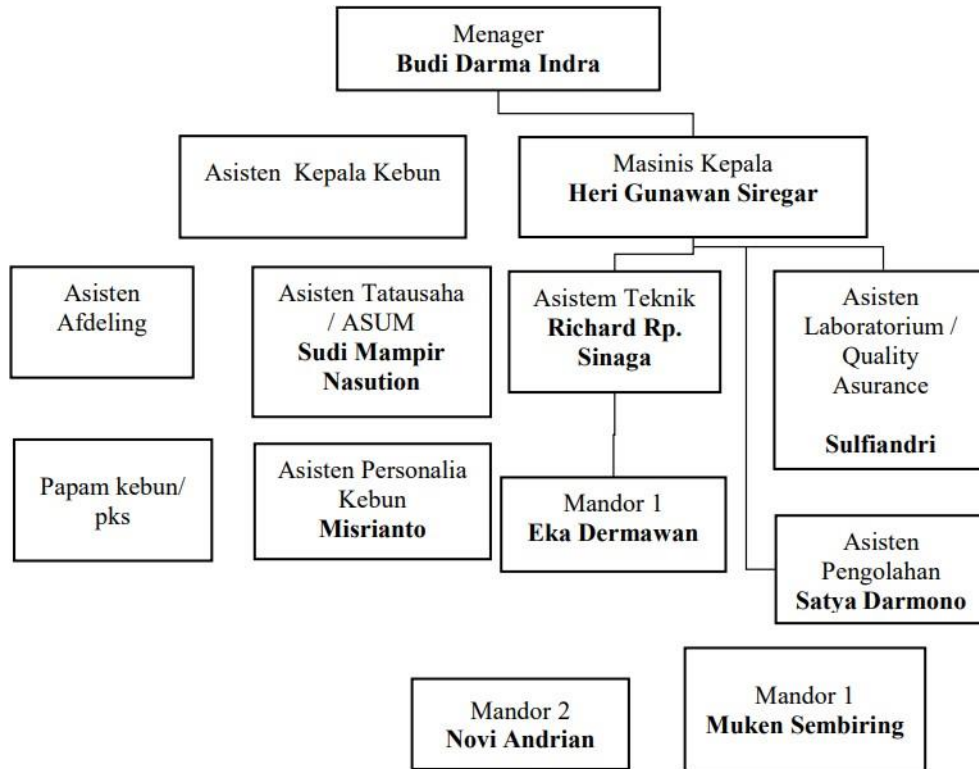 Menager
Budi Darma Indra
Asisten Kepala Kebun
Masinis Kepala
Heri Gunawan Siregar
Asisten
Afdeling
Asisten Tatausaha
/ ASUM
Sudi Mampir
Nasution
Asistem Teknik
Richard Rp.
Sinaga
Asisten
Laboratorium /
Quality
Asurance
Sulfiandri
Papam kebun/
pks
Asisten Personalia
Kebun
Misrianto
Mandor 1
Eka Dermawan
Asisten
Pengolahan
Satya Darmono
Mandor 2
Novi Andrian
Mandor 1
Muken Sembiring